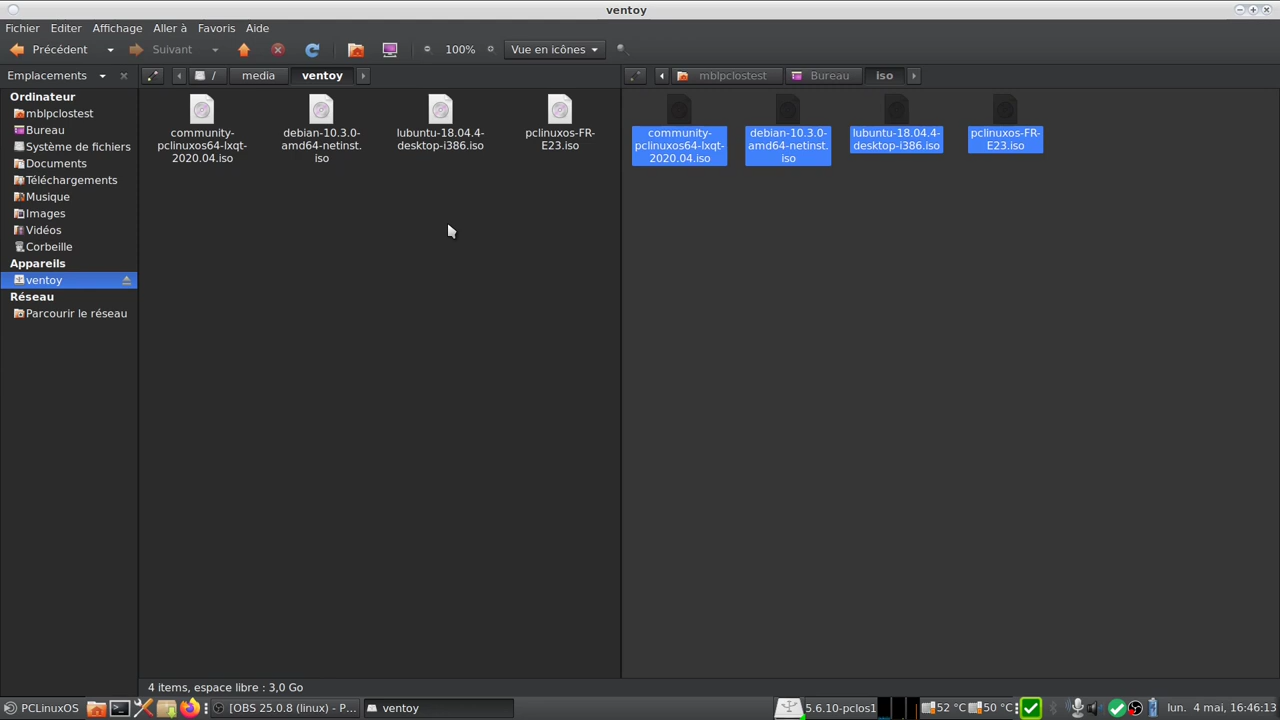 ventoy
Fichier Editer Affichage Aller à Favoris Aide
Précédent Suivant 100% Vue en icônes
Emplacements
/ media ventoy
mblpclostest Bureau iso
Ordinateur
mblpclostest
Bureau
Système de fichiers
Documents
Téléchargements
Musique
Images
Vidéos
Corbeille
Appareils
ventoy
Réseau
Parcourir le réseau
community-
pclinuxos64-lxqt-
2020.04.iso
debian-10.3.0-
amd64-netinst.
iso
lubuntu-18.04.4-
desktop-i386.iso
pclinuxos-FR-
E23.iso
community-
pclinuxos64-lxqt-
2020.04.iso
debian-10.3.0-
amd64-netinst.
iso
lubuntu-18.04.4-
desktop-i386.iso
pclinuxos-FR-
E23.iso
4 items, espace libre : 3,0 Go
PCLinuxOS [OBS 25.0.8 (linux) - P... ventoy 5.6.10-pclos1 52 °C 50 °C lun. 4 mai, 16:46:13